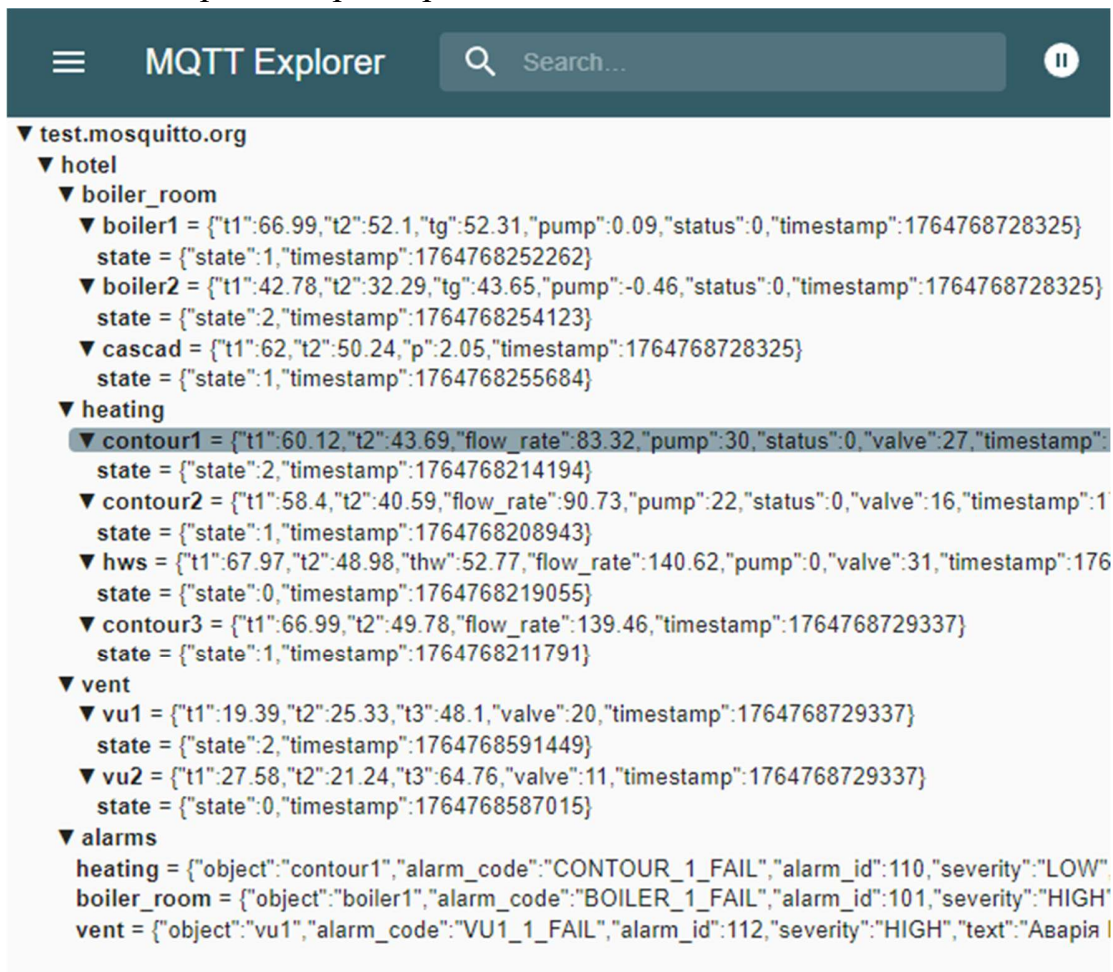 MQTT Explorer Search...
test.mosquitto.org
hotel
boiler_room
boiler1 = {"t1":66.99,"t2":52.1,"tg":52.31,"pump":0.09,"status":0,"timestamp":1764768728325}
state = {"state":1,"timestamp":1764768252262}
boiler2 = {"t1":42.78,"t2":32.29,"tg":43.65,"pump":-0.46,"status":0,"timestamp":1764768728325}
state = {"state":2,"timestamp":1764768254123}
cascad = {"t1":62,"t2":50.24,"p":2.05,"timestamp":1764768728325}
state = {"state":1,"timestamp":1764768255684}
heating
contour1 = {"t1":60.12,"t2":43.69,"flow_rate":83.32,"pump":30,"status":0,"valve":27,"timestamp":
state = {"state":2,"timestamp":1764768214194}
contour2 = {"t1":58.4,"t2":40.59,"flow_rate":90.73,"pump":22,"status":0,"valve":16,"timestamp":1
state = {"state":1,"timestamp":1764768208943}
hws = {"t1":67.97,"t2":48.98,"thw":52.77,"flow_rate":140.62,"pump":0,"valve":31,"timestamp":176
state = {"state":0,"timestamp":1764768219055}
contour3 = {"t1":66.99,"t2":49.78,"flow_rate":139.46,"timestamp":1764768729337}
state = {"state":1,"timestamp":1764768211791}
vent
vu1 = {"t1":19.39,"t2":25.33,"t3":48.1,"valve":20,"timestamp":1764768729337}
state = {"state":2,"timestamp":1764768591449}
vu2 = {"t1":27.58,"t2":21.24,"t3":64.76,"valve":11,"timestamp":1764768729337}
state = {"state":0,"timestamp":1764768587015}
alarms
heating = {"object":"contour1","alarm_code":"CONTOUR_1_FAIL","alarm_id":110,"severity":"LOW",
boiler_room = {"object":"boiler1","alarm_code":"BOILER_1_FAIL","alarm_id":101,"severity":"HIGH"
vent = {"object":"vu1","alarm_code":"VU1_1_FAIL","alarm_id":112,"severity":"HIGH","text":"Аварія